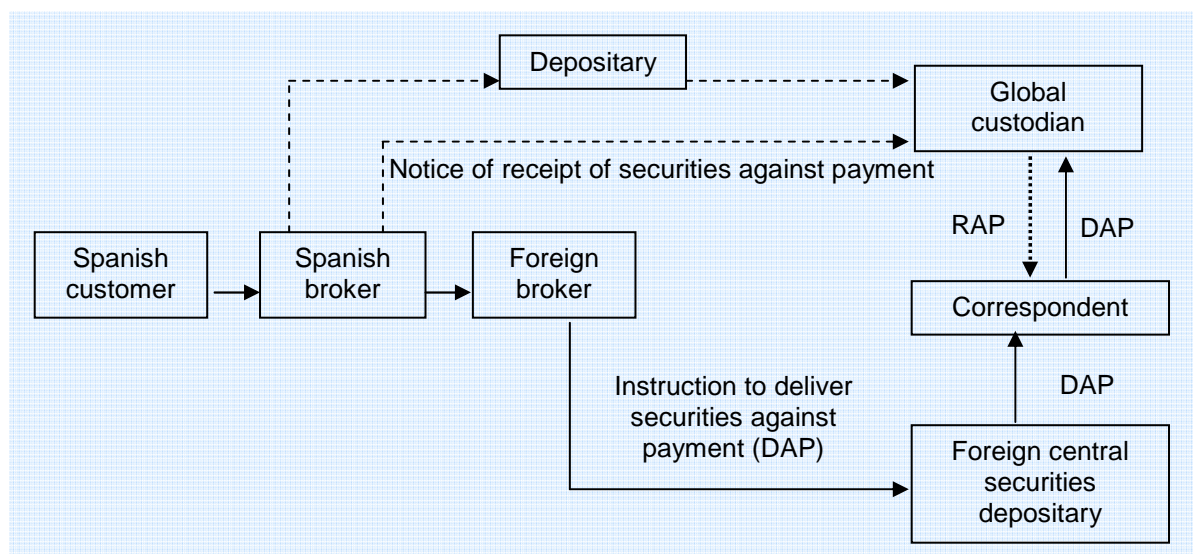 Depositary
Global
custodian
Notice of receipt of securities against payment
RAP
DAP
Spanish
customer
Spanish
broker
Foreign
broker
Correspondent
Instruction to deliver
securities against
payment (DAP)
DAP
Foreign central
securities
depositary